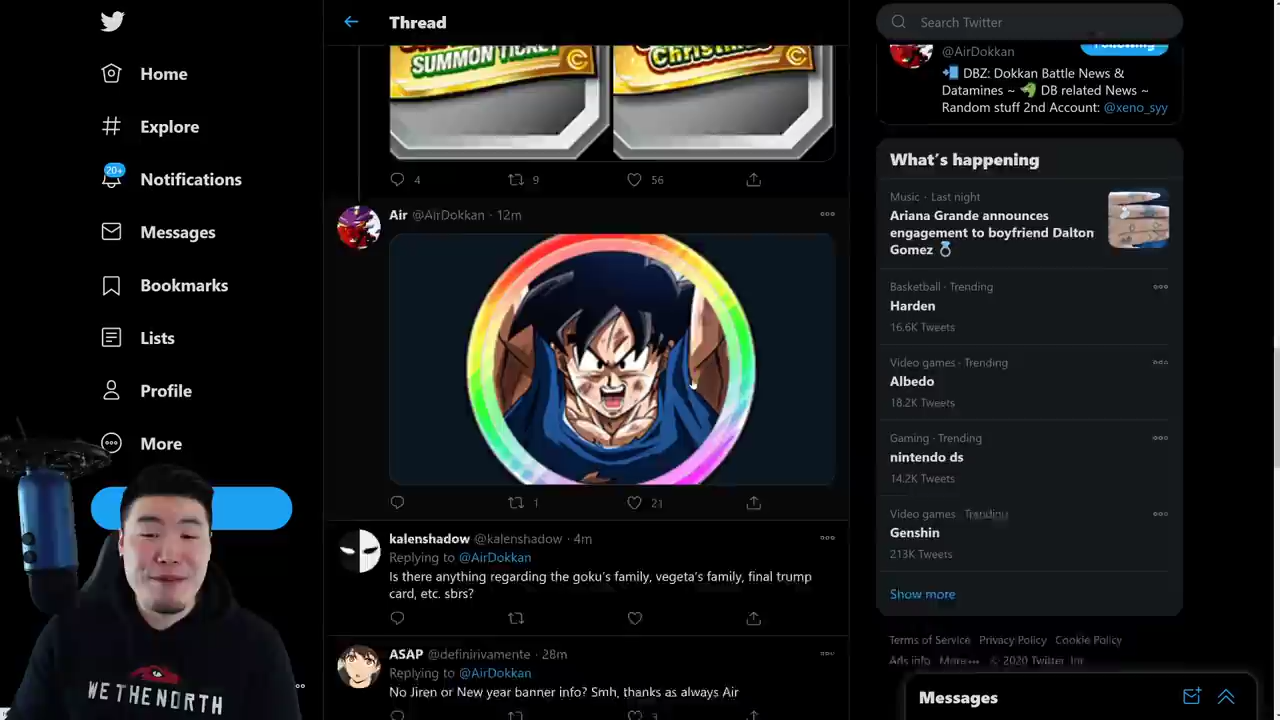 Home
Explore
20+
Notifications
Messages
Bookmarks
Lists
Profile
More
WE THE NORTH
Thread
SUMMON TICKET
Christmas
4
9
56
Air @AirDokkan · 12m
1
21
kalenshadow @kalenshadow · 4m
Replying to @AirDokkan
Is there anything regarding the goku's family, vegeta's family, final trump
card, etc. sbrs?
ASAP @definirivamente · 28m
Replying to @AirDokkan
No Jiren or New year banner info? Smh, thanks as always Air
3
Search Twitter
@AirDokkan
Following
DBZ: Dokkan Battle News &
Datamines ~ DB related News ~
Random stuff 2nd Account: @xeno_syy
What's happening
Music · Last night
Ariana Grande announces
engagement to boyfriend Dalton
Gomez
Basketball · Trending
Harden
16.6K Tweets
Video games · Trending
Albedo
18.2K Tweets
Gaming · Trending
nintendo ds
14.2K Tweets
Video games · Trending
Genshin
213K Tweets
Show more
Terms of Service Privacy Policy Cookie Policy
Ads info More © 2020 Twitter, Inc.
Messages